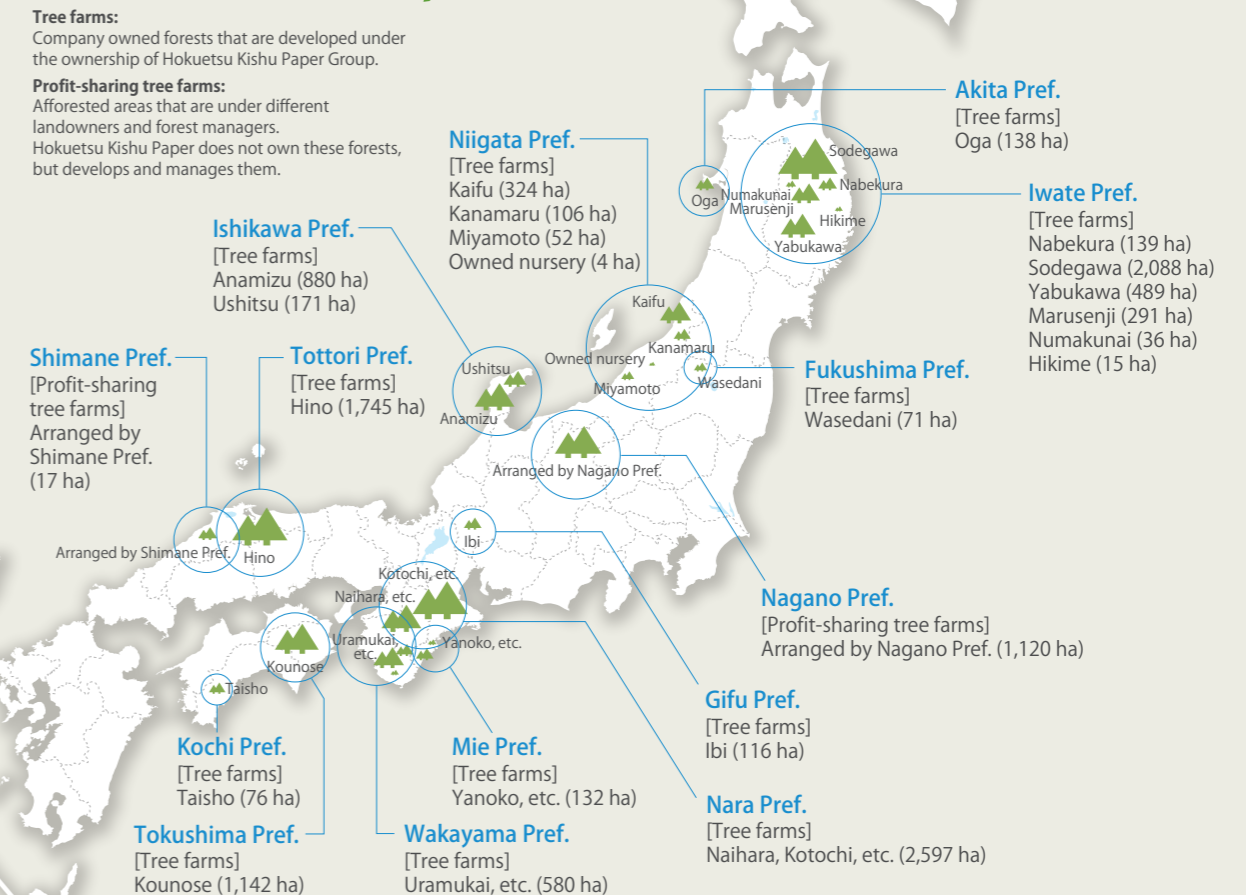 Tree farms:
Company owned forests that are developed under
the ownership of Hokuetsu Kishu Paper Group.
Profit-sharing tree farms:
Afforested areas that are under different
landowners and forest managers.
Hokuetsu Kishu Paper does not own these forests,
but develops and manages them.
Akita Pref.
[Tree farms]
Oga (138 ha)
Niigata Pref.
[Tree farms]
Kaifu (324 ha)
Kanamaru (106 ha)
Miyamoto (52 ha)
Owned nursery (4 ha)
Iwate Pref.
[Tree farms]
Nabekura (139 ha)
Sodegawa (2,088 ha)
Yabukawa (489 ha)
Marusenji (291 ha)
Numakunai (36 ha)
Hikime (15 ha)
Ishikawa Pref.
[Tree farms]
Anamizu (880 ha)
Ushitsu (171 ha)
Shimane Pref.
[Profit-sharing
tree farms]
Arranged by
Shimane Pref.
(17 ha)
Tottori Pref.
[Tree farms]
Hino (1,745 ha)
Fukushima Pref.
[Tree farms]
Wasedani (71 ha)
Sodegawa
Nabekura
Numakunai
Marusenji
Hikime
Yabukawa
Oga
Kaifu
Kanamaru
Owned nursery
Miyamoto
Wasedani
Ushitsu
Anamizu
Arranged by Nagano Pref.
Ibi
Arranged by Shimane Pref.
Hino
Kotochi, etc.
Naihara, etc.
Uramukai,
etc.
Yanoko, etc.
Kounose
Taisho
Nagano Pref.
[Profit-sharing tree farms]
Arranged by Nagano Pref. (1,120 ha)
Gifu Pref.
[Tree farms]
Ibi (116 ha)
Kochi Pref.
[Tree farms]
Taisho (76 ha)
Mie Pref.
[Tree farms]
Yanoko, etc. (132 ha)
Nara Pref.
[Tree farms]
Naihara, Kotochi, etc. (2,597 ha)
Tokushima Pref.
[Tree farms]
Kounose (1,142 ha)
Wakayama Pref.
[Tree farms]
Uramukai, etc. (580 ha)